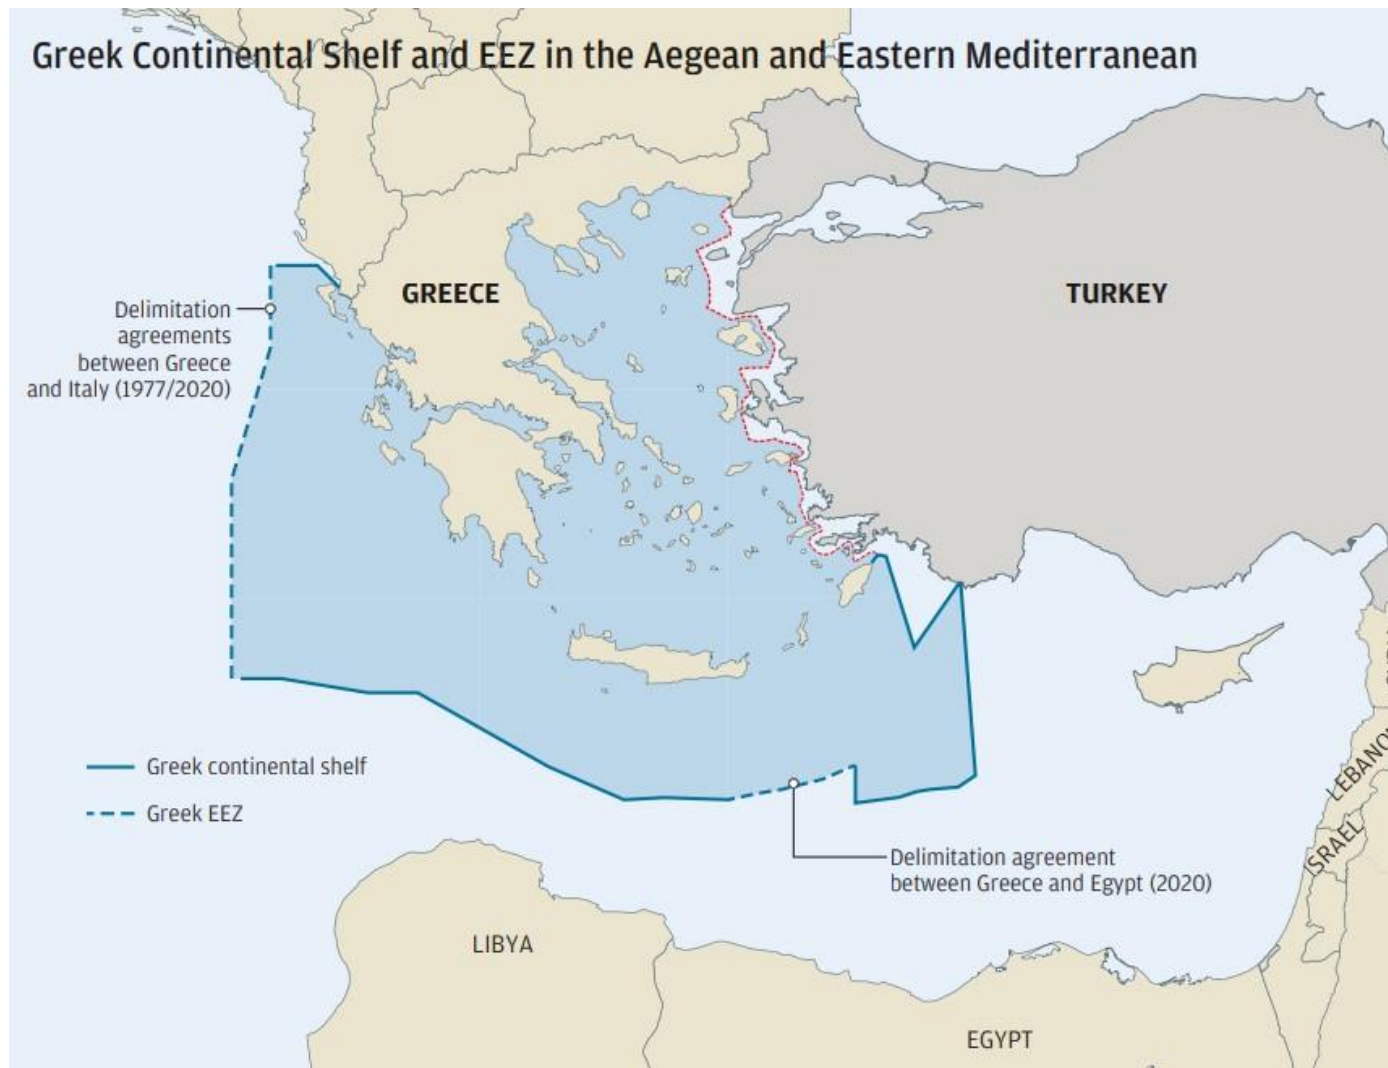 Greek Continental Shelf and EEZ in the Aegean and Eastern Mediterranean
GREECE
TURKEY
Delimitation
agreements
between Greece
and Italy (1977/2020)
Greek continental shelf
Greek EEZ
Delimitation agreement
between Greece and Egypt (2020)
LEBANON
ISRAEL
LIBYA
EGYPT